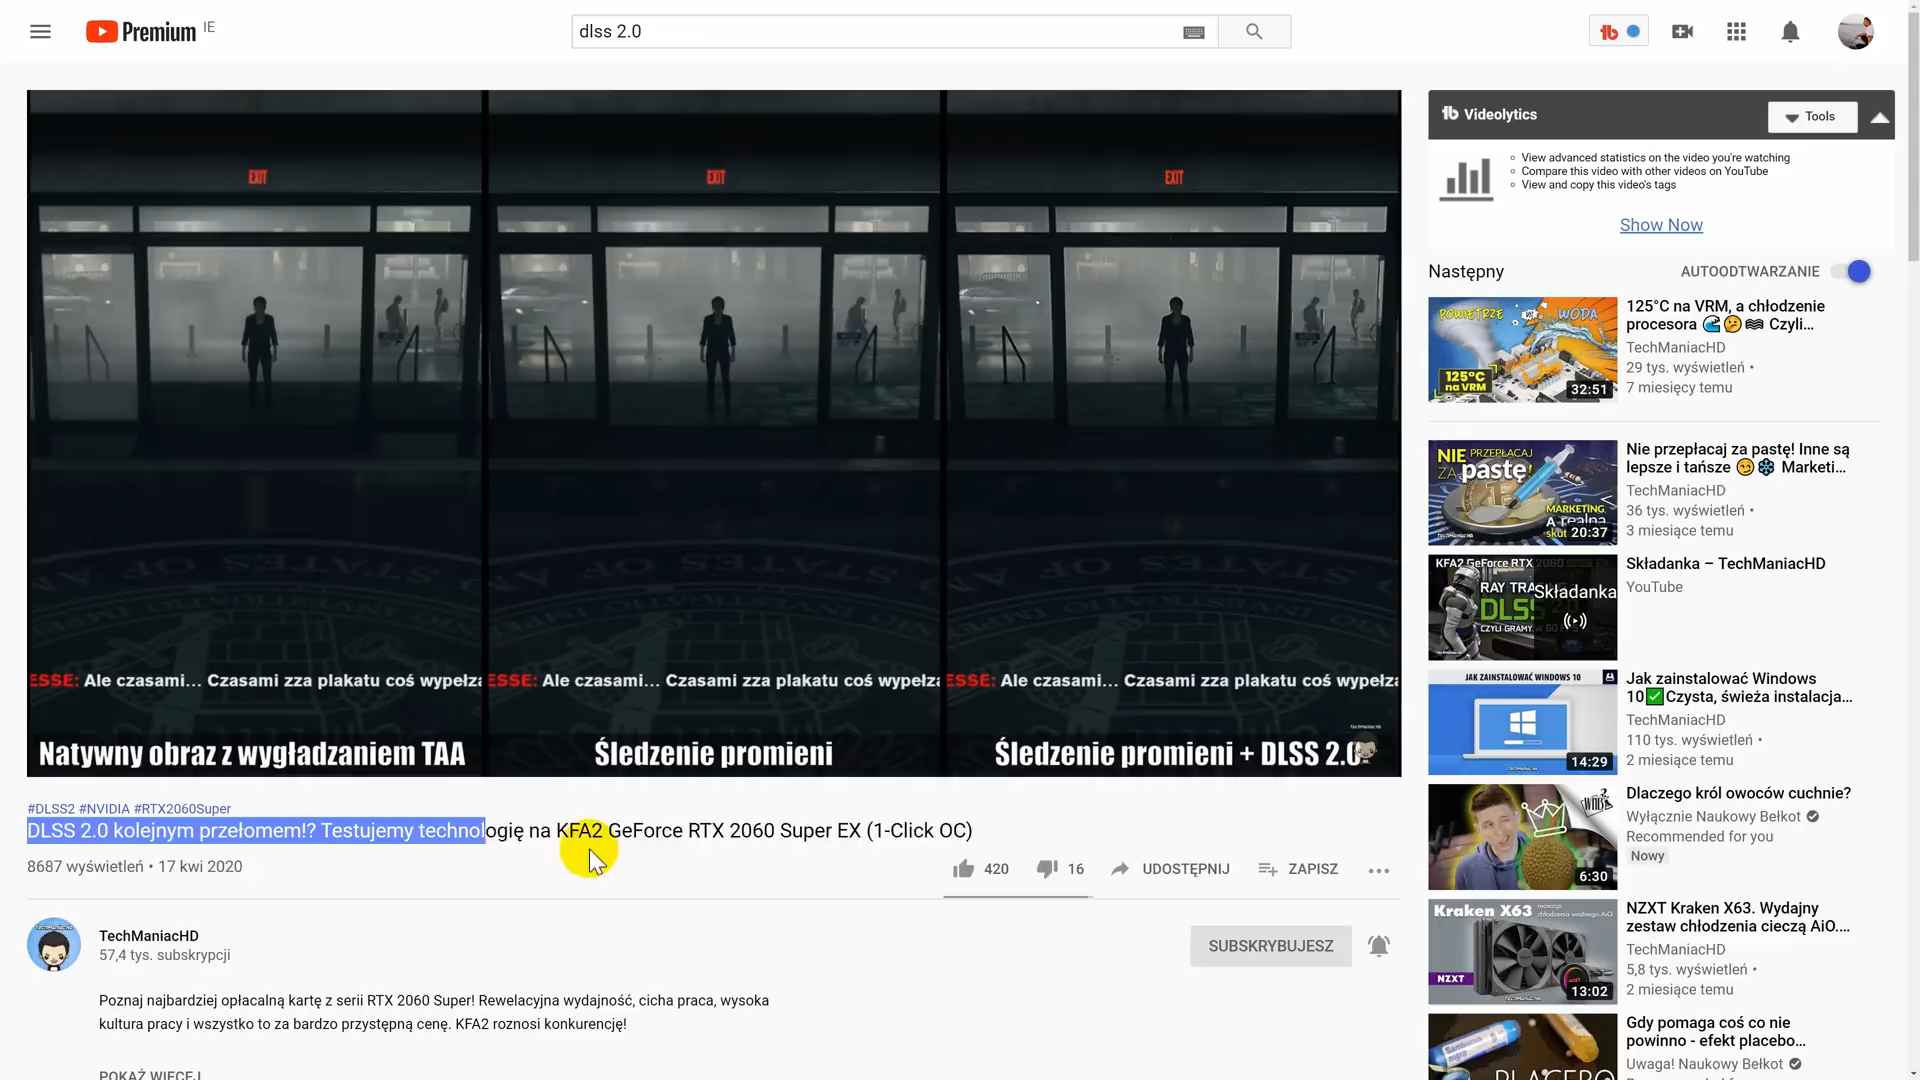 Premium IE
dlss 2.0
EXIT
EXIT
EXIT
ESSE: Ale czasami... Czasami zza plakatu coś wypełza
ESSE: Ale czasami... Czasami zza plakatu coś wypełza
ESSE: Ale czasami... Czasami zza plakatu coś wypełza
Natywny obraz z wygładzaniem TAA
Śledzenie promieni
Śledzenie promieni + DLSS 2.0
TECHMANIACHD
#DLSS2 #NVIDIA #RTX2060Super
DLSS 2.0 kolejnym przełomem!? Testujemy technologię na KFA2 GeForce RTX 2060 Super EX (1-Click OC)
8687 wyświetleń • 17 kwi 2020
420
16
UDOSTĘPNIJ
ZAPISZ
TechManiacHD
57,4 tys. subskrypcji
SUBSKRYBUJESZ
Poznaj najbardziej opłacalną kartę z serii RTX 2060 Super! Rewelacyjna wydajność, cicha praca, wysoka
kultura pracy i wszystko to za bardzo przystępną cenę. KFA2 roznosi konkurencję!
POKAŻ WIĘCEJ
Videolytics
Tools
View advanced statistics on the video you're watching
Compare this video with other videos on YouTube
View and copy this video's tags
Show Now
Następny
AUTOODTWARZANIE
POWIETRZE
WODA
125°C
na VRM
32:51
125°C na VRM, a chłodzenie
procesora 🌊🤔♒ Czyli...
TechManiacHD
29 tys. wyświetleń •
7 miesięcy temu
NIE PRZEPŁACAJ
ZA pastę!
MARKETING,
A realna
skut
20:37
Nie przepłacaj za pastę! Inne są
lepsze i tańsze 😏❄ Marketi...
TechManiacHD
36 tys. wyświetleń •
3 miesiące temu
KFA2 GeForce RTX 2060
RAY TRA
DLSS
CZYLI GRAMY w 60
Składanka
Składanka – TechManiacHD
YouTube
JAK ZAINSTALOWAĆ WINDOWS 10
14:29
Jak zainstalować Windows
10✅Czysta, świeża instalacja...
TechManiacHD
110 tys. wyświetleń •
2 miesiące temu
WNB
6:30
Dlaczego król owoców cuchnie?
Wyłącznie Naukowy Bełkot
Recommended for you
Nowy
Kraken X63 recenzja
chłodzenia wodnego AiO
NZXT
13:02
NZXT Kraken X63. Wydajny
zestaw chłodzenia cieczą AiO....
TechManiacHD
5,8 tys. wyświetleń •
2 miesiące temu
PLACEBO
Gdy pomaga coś co nie
powinno - efekt placebo...
Uwaga! Naukowy Bełkot